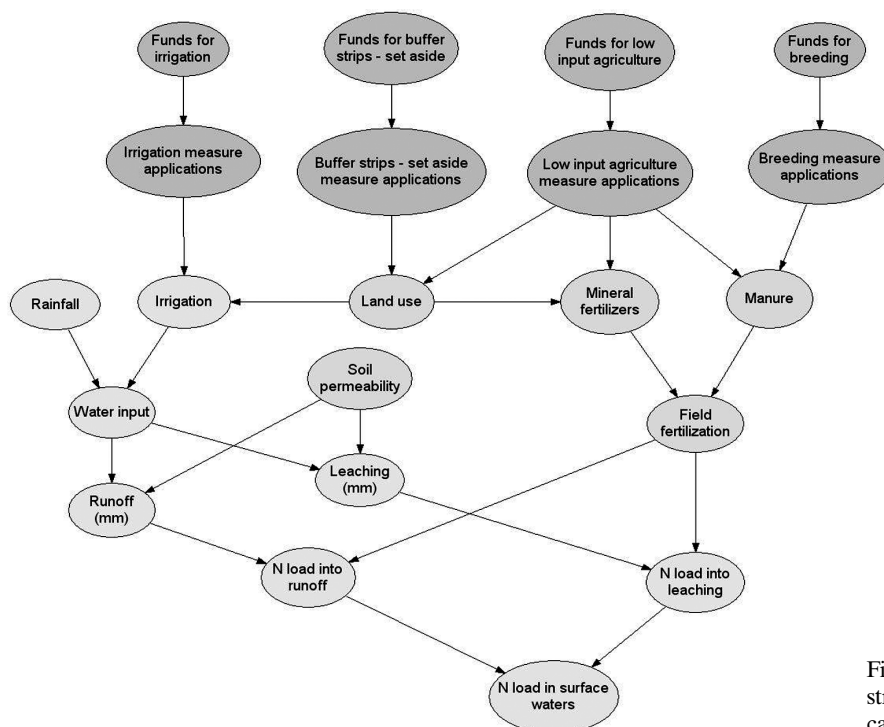 Funds for
irrigation
Funds for buffer
strips - set aside
Funds for low
input agriculture
Funds for
breeding
Irrigation measure
applications
Buffer strips - set aside
measure applications
Low input agriculture
measure applications
Breeding measure
applications
Rainfall
Irrigation
Land use
Mineral
fertilizers
Manure
Soil
permeability
Water input
Field
fertilization
Leaching
(mm)
Runoff
(mm)
N load into
runoff
N load into
leaching
N load in surface
waters